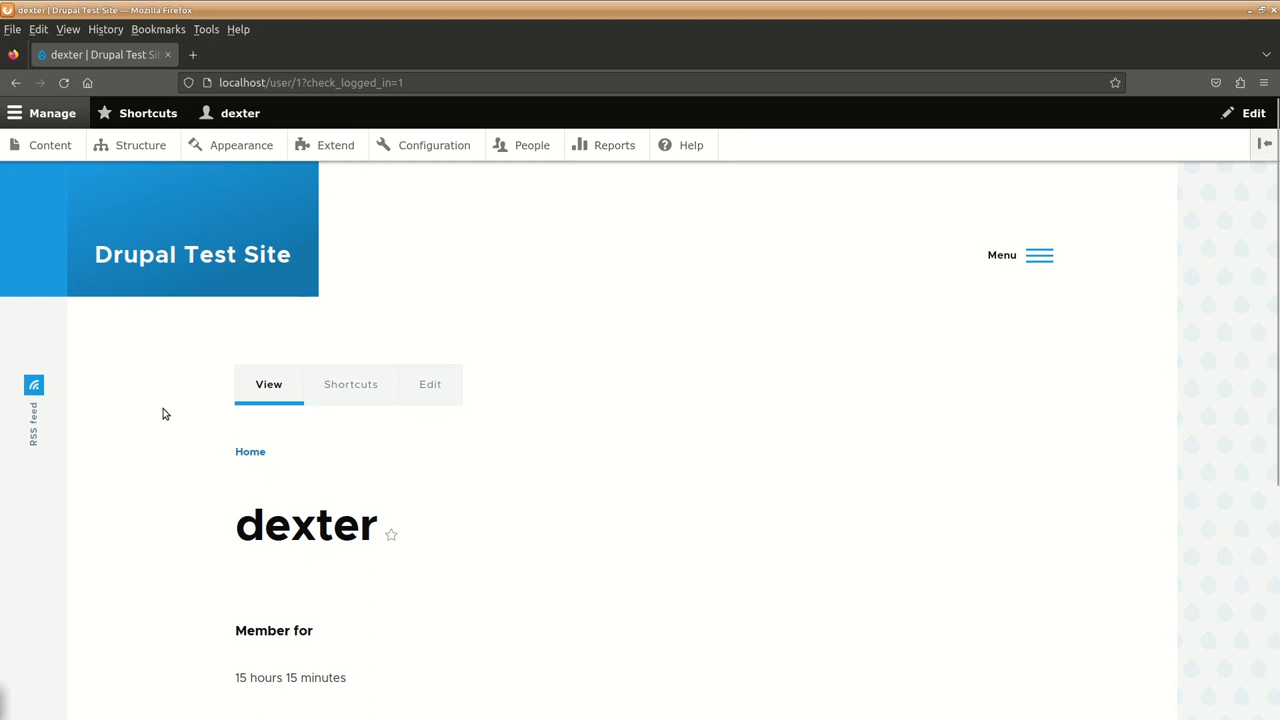 dexter | Drupal Test Site — Mozilla Firefox
File Edit View History Bookmarks Tools Help
dexter | Drupal Test Sit
localhost/user/1?check_logged_in=1
Manage Shortcuts dexter Edit
Content Structure Appearance Extend Configuration People Reports Help
Drupal Test Site
Menu
View Shortcuts Edit
RSS feed
Home
dexter
Member for
15 hours 15 minutes